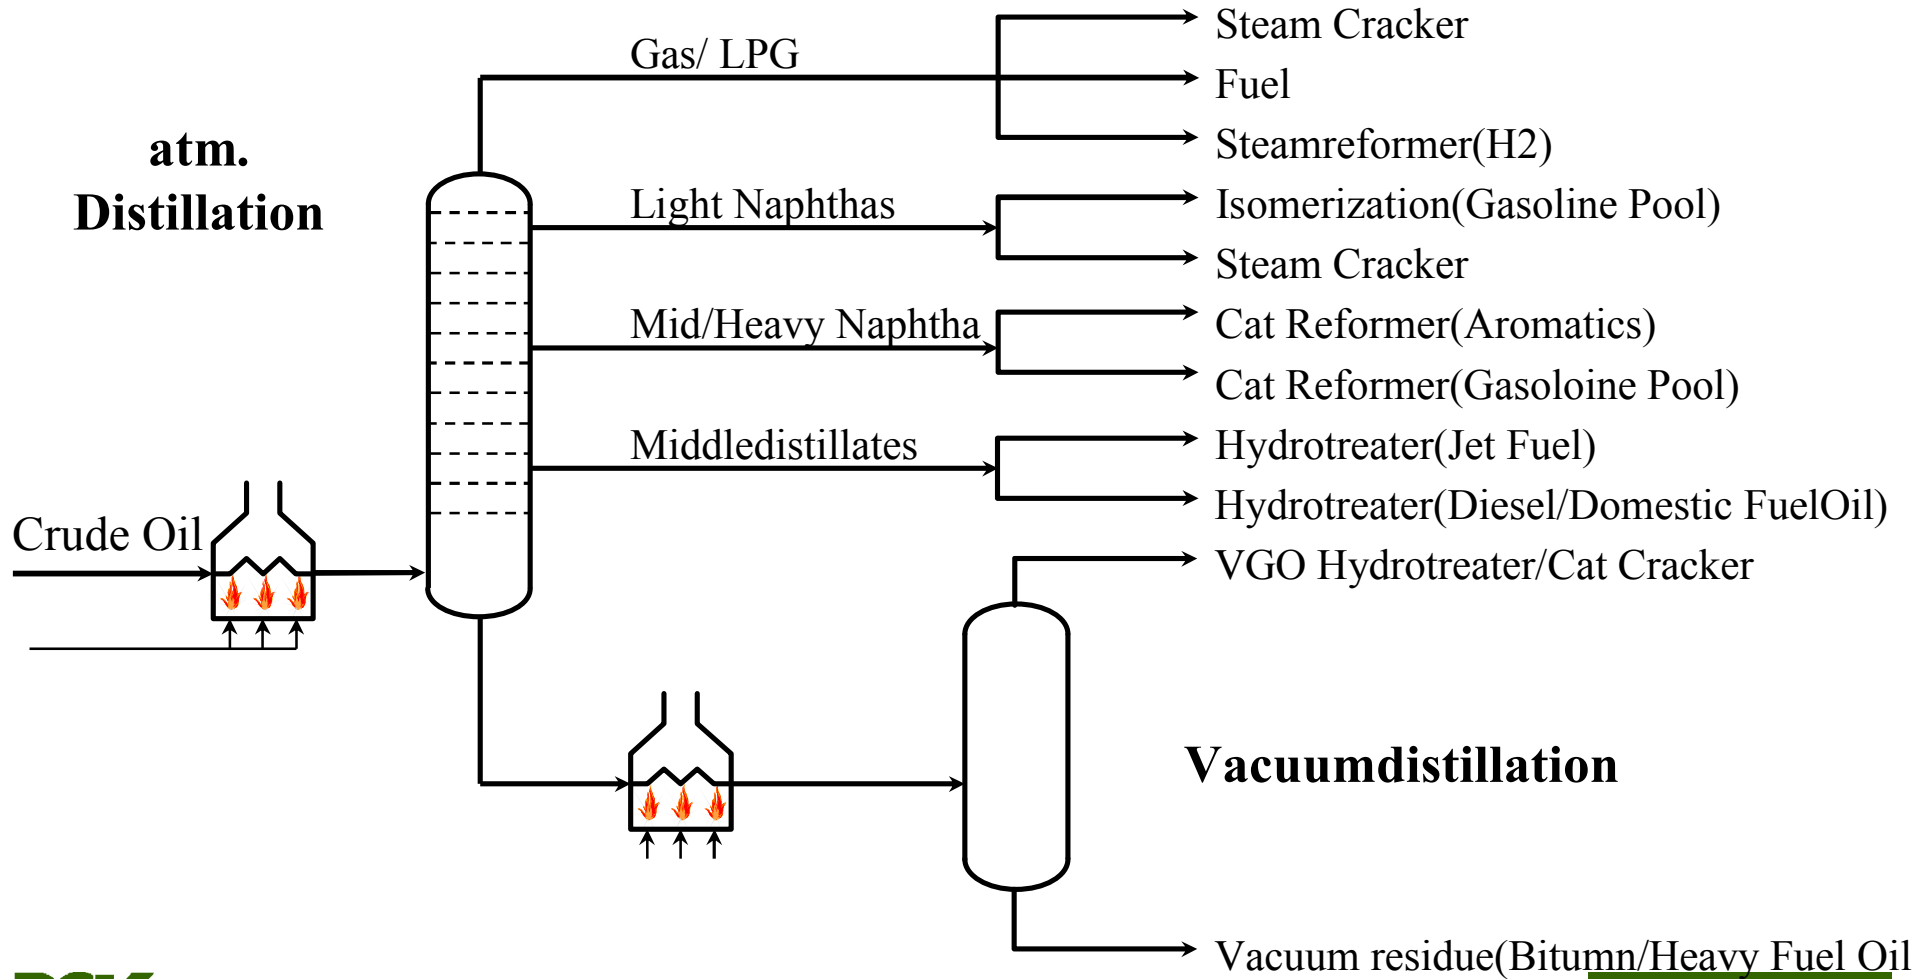 Steam Cracker
Gas/ LPG
Fuel
Steamreformer(H2)
atm.
Distillation
Light Naphthas
Isomerization(Gasoline Pool)
Steam Cracker
Mid/Heavy Naphtha
Cat Reformer(Aromatics)
Cat Reformer(Gasoloine Pool)
Middledistillates
Hydrotreater(Jet Fuel)
Hydrotreater(Diesel/Domestic FuelOil)
Crude Oil
VGO Hydrotreater/Cat Cracker
Vacuumdistillation
Vacuum residue(Bitumn/Heavy Fuel Oil